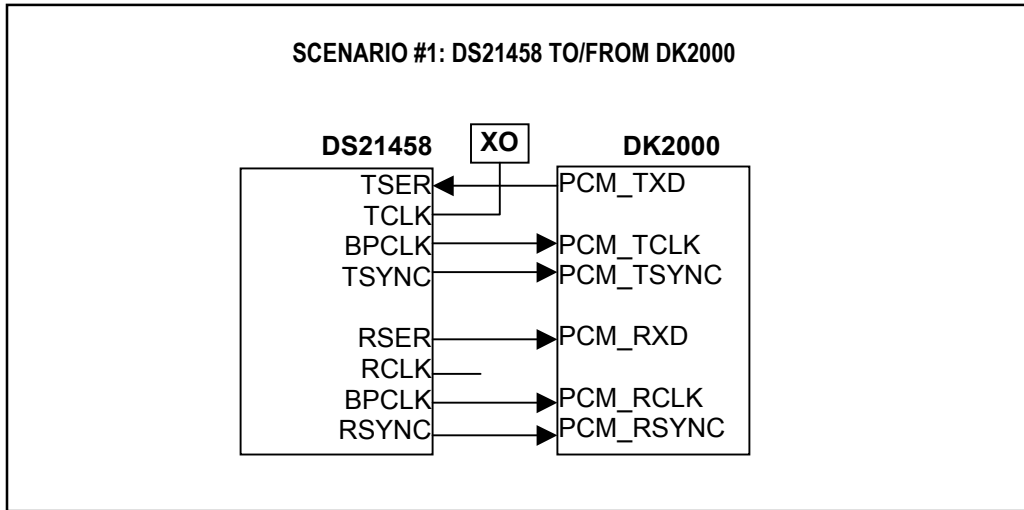 SCENARIO #1: DS21458 TO/FROM DK2000
DS21458
XO
DK2000
TSER
PCM_TXD
TCLK
BPCLK
PCM_TCLK
TSYNC
PCM_TSYNC
RSER
PCM_RXD
RCLK
BPCLK
PCM_RCLK
RSYNC
PCM_RSYNC